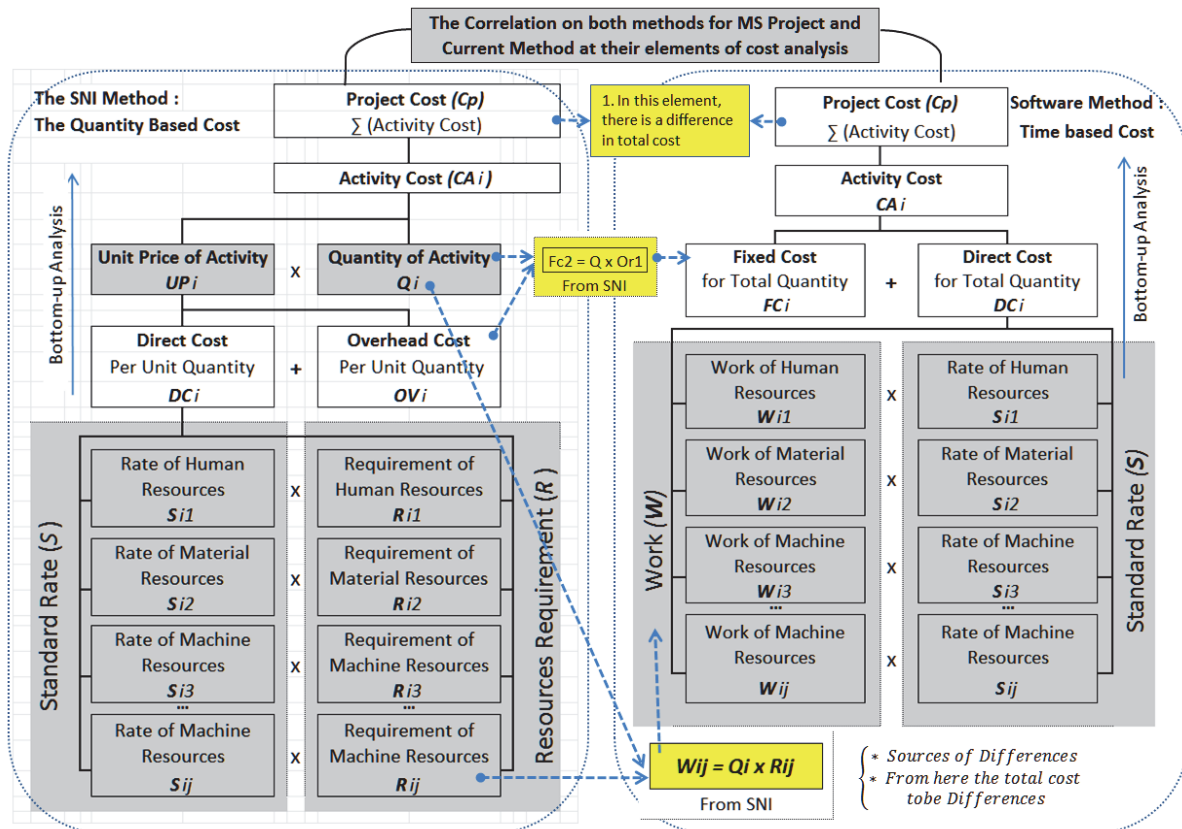 The Correlation on both methods for MS Project and
Current Method at their elements of cost analysis
The SNI Method :
The Quantity Based Cost
Project Cost (Cp)
∑ (Activity Cost)
1. In this element,
there is a difference
in total cost
Project Cost (Cp)
∑ (Activity Cost)
Software Method :
Time based Cost
Activity Cost (CA i)
Activity Cost
CA i
Bottom-up Analysis
Unit Price of Activity
UP i
x
Quantity of Activity
Q i
Fc2 = Q x Or1
From SNI
Fixed Cost
for Total Quantity
FC i
+
Direct Cost
for Total Quantity
DC i
Bottom-up Analysis
Direct Cost
Per Unit Quantity
DC i
+
Overhead Cost
Per Unit Quantity
OV i
Standard Rate (S)
Rate of Human
Resources
S i1
x
Requirement of
Human Resources
R i1
Rate of Material
Resources
S i2
x
Requirement of
Material Resources
R i2
Rate of Machine
Resources
S i3
x
Requirement of
Machine Resources
R i3
...
...
Rate of Machine
Resources
S ij
x
Requirement of
Machine Resources
R ij
Resources Requirement (R)
Work (W)
Work of Human
Resources
W i1
x
Rate of Human
Resources
S i1
Work of Material
Resources
W i2
x
Rate of Material
Resources
S i2
Work of Machine
Resources
W i3
x
Rate of Machine
Resources
S i3
...
...
Work of Machine
Resources
W ij
x
Rate of Machine
Resources
S ij
Standard Rate (S)
Wij = Qi x Rij
From SNI
* Sources of Differences
* From here the total cost
tobe Differences